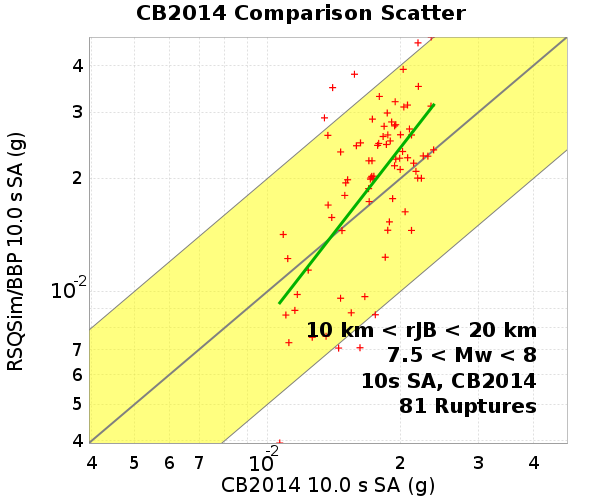 CB2014 Comparison Scatter
RSQSim/BBP 10.0 s SA (g)
4
3
2
10-2
7
6
5
4
10 km < rJB < 20 km
7.5 < Mw < 8
10s SA, CB2014
81 Ruptures
4 5 6 7 10-2 2 3 4
CB2014 10.0 s SA (g)